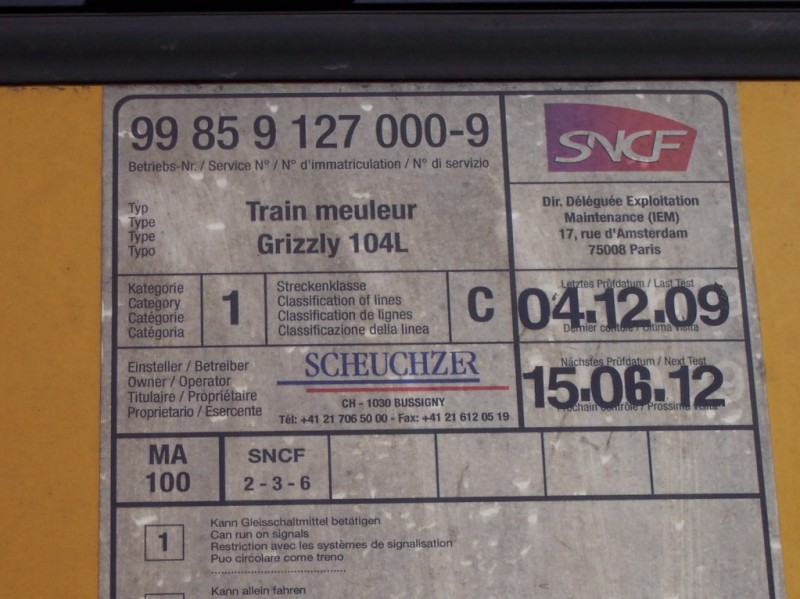 99 85 9 127 000-9
Betriebs-Nr. / Service N° / N° d'immatriculation / N° di servizio
Typ
Type
Type
Typo
Train meuleur
Grizzly 104L
SNCF
Dir. Déléguée Exploitation
Maintenance (IEM)
17, rue d'Amsterdam
75008 Paris
Kategorie
Category
Catégorie
Catégoria
1
Streckenklasse
Classification of lines
Classification de lignes
Classificazione della linea
C
Letztes Prüfdatum / Last Test
04.12.09
Dernier contrôle / Ultima visita
Einsteller / Betreiber
Owner / Operator
Titulaire / Propriétaire
Proprietario / Esercente
SCHEUCHZER
CH - 1030 BUSSIGNY
Tél: +41 21 706 50 00 - Fax: +41 21 612 05 19
Nächstes Prüfdatum / Next Test
15.06.12
Prochain contrôle / Prossima visita
MA
100
SNCF
2 - 3 - 6
1
Kann Gleisschaltmittel betätigen
Can run on signals
Restriction avec les systèmes de signalisation
Puo circolare come treno
Kann allein fahren